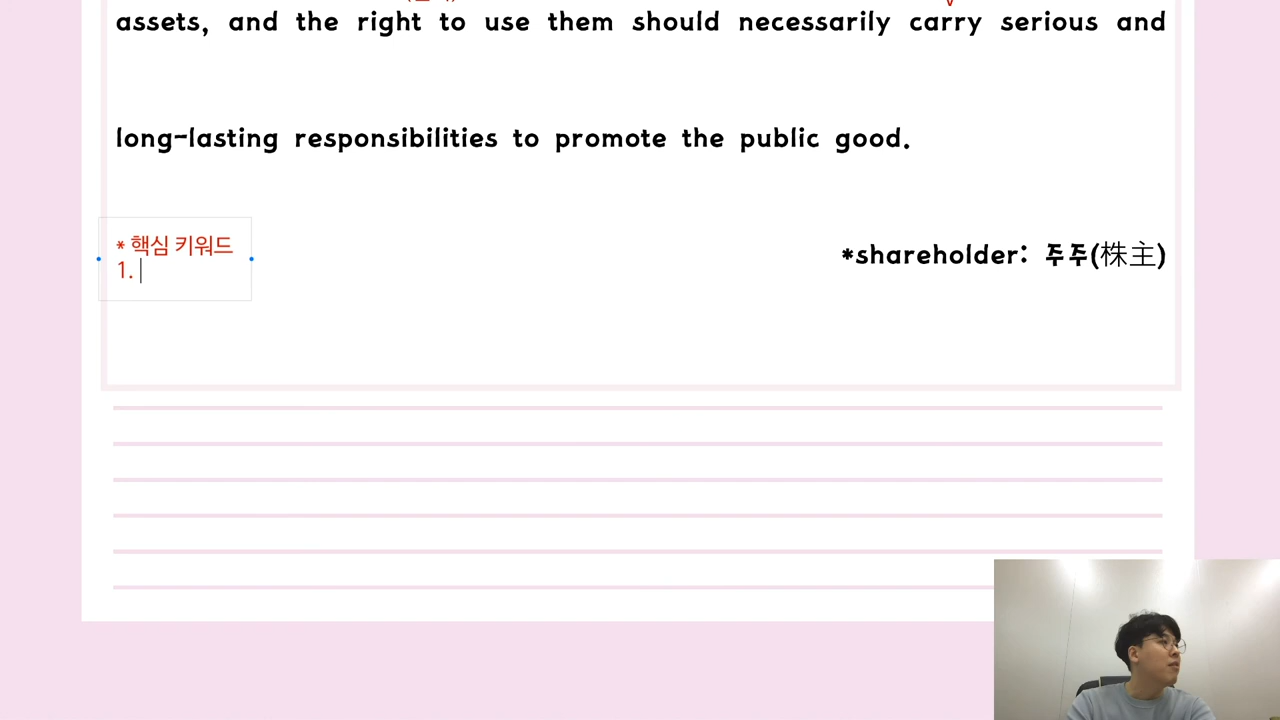 assets, and the right to use them should necessarily carry serious and
long-lasting responsibilities to promote the public good.
* 핵심 키워드
1.
*shareholder: 주주(株主)